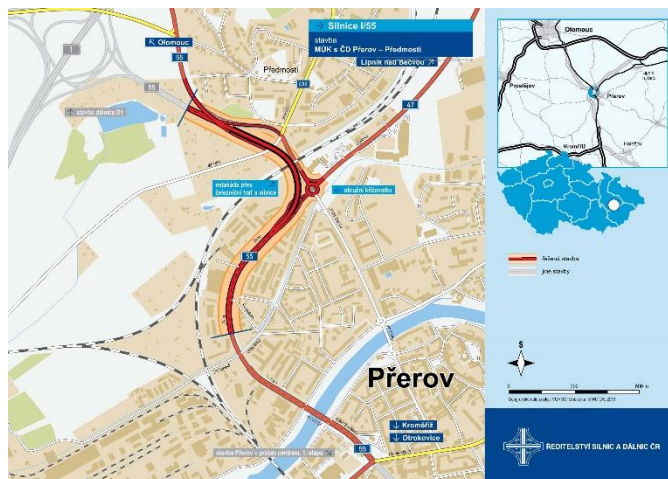 Silnice I/55
stavba
MÚK s ČD Přerov – Předmostí
Olomouc
55
Lipník nad Bečvou
Předmostí
55
47
stavba dálnice D1
1
estakáda přes
železniční trať a silnice
okružní křižovatka
55
Přerov
Kroměříž
Otrokovice
55
stavba Přerov – průtah centrem, 1. etapa
Olomouc
Prostějov
Přerov
Kroměříž
řešená stavba
jiné stavby
S
ŘEDITELSTVÍ SILNIC A DÁLNIC ČR